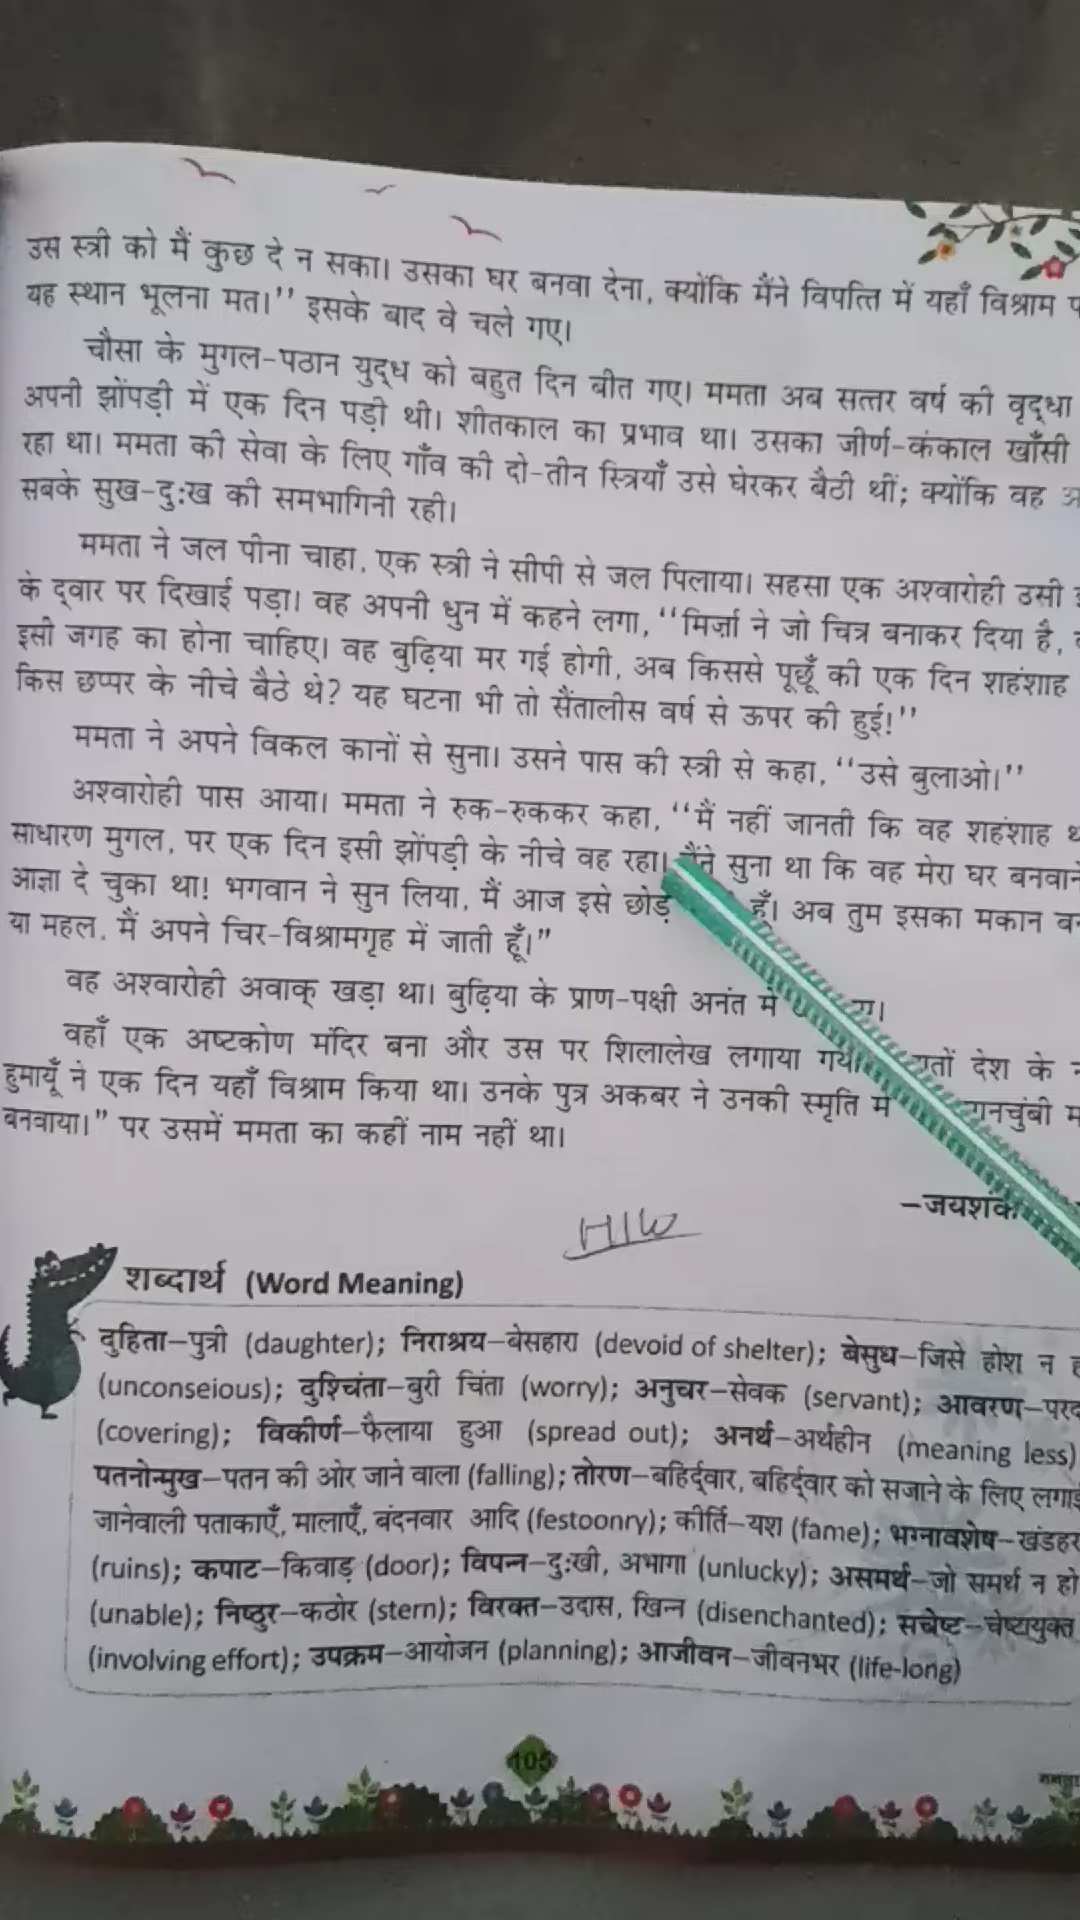 उस स्त्री को मैं कुछ दे न सका। उसका घर बनवा देना, क्योंकि मैंने विपत्ति में यहाँ विश्राम
यह स्थान भूलना मत।'' इसके बाद वे चले गए।
चौसा के मुगल-पठान युद्ध को बहुत दिन बीत गए। ममता अब सत्तर वर्ष की वृद्धा
अपनी झोंपड़ी में एक दिन पड़ी थी। शीतकाल का प्रभाव था। उसका जीर्ण-कंकाल खाँसी
रहा था। ममता की सेवा के लिए गाँव की दो-तीन स्त्रियाँ उसे घेरकर बैठी थीं; क्योंकि वह
सबके सुख-दुःख की समभागिनी रही।
ममता ने जल पीना चाहा, एक स्त्री ने सीपी से जल पिलाया। सहसा एक अश्वारोही उसी
के द्वार पर दिखाई पड़ा। वह अपनी धुन में कहने लगा, ''मिर्ज़ा ने जो चित्र बनाकर दिया है,
इसी जगह का होना चाहिए। वह बुढ़िया मर गई होगी, अब किससे पूछूँ की एक दिन शहंशाह
किस छप्पर के नीचे बैठे थे? यह घटना भी तो सैंतालीस वर्ष से ऊपर की हुई!''
ममता ने अपने विकल कानों से सुना। उसने पास की स्त्री से कहा, ''उसे बुलाओ।''
अश्वारोही पास आया। ममता ने रुक-रुककर कहा, ''मैं नहीं जानती कि वह शहंशाह
साधारण मुगल, पर एक दिन इसी झोंपड़ी के नीचे वह रहा। मैंने सुना था कि वह मेरा घर बनवाने
आज्ञा दे चुका था! भगवान ने सुन लिया, मैं आज इसे छोड़ हूँ। अब तुम इसका मकान
या महल, मैं अपने चिर-विश्रामगृह में जाती हूँ।"
वह अश्वारोही अवाक् खड़ा था। बुढ़िया के प्राण-पक्षी अनंत में
वहाँ एक अष्टकोण मंदिर बना और उस पर शिलालेख लगाया देश के
हुमायूँ ने एक दिन यहाँ विश्राम किया था। उनके पुत्र अकबर ने उनकी स्मृति में
बनवाया।" पर उसमें ममता का कहीं नाम नहीं था।
H/W
शब्दार्थ (Word Meaning)
दुहिता–पुत्री (daughter); निराश्रय–बेसहारा (devoid of shelter); बेसुध–जिसे होश न
(unconseious); दुश्चिंता–बुरी चिंता (worry); अनुचर–सेवक (servant); आवरण–
(covering); विकीर्ण–फैलाया हुआ (spread out); अनर्थ–अर्थहीन (meaning less)
पतनोन्मुख–पतन की ओर जाने वाला (falling); तोरण–बहिर्द्वार, बहिर्द्वार को सजाने के लिए
जानेवाली पताकाएँ, मालाएँ, बंदनवार आदि (festoonry); कीर्ति–यश (fame); भग्नावशेष–खंडहर
(ruins); कपाट–किवाड़ (door); विपन्न–दुःखी, अभागा (unlucky); असमर्थ–जो समर्थ न हो
(unable); निष्ठुर–कठोर (stern); विरक्त–उदास, खिन्न (disenchanted); सचेष्ट–चेष्टायुक्त
(involving effort); उपक्रम–आयोजन (planning); आजीवन–जीवनभर (life-long)
105